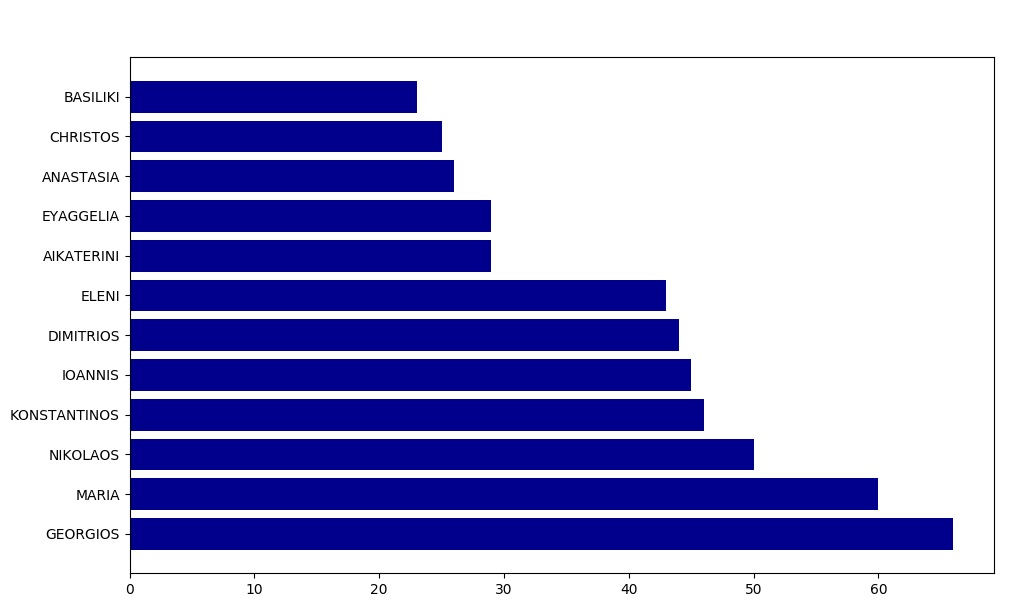 BASILIKI
CHRISTOS
ANASTASIA
EYAGGELIA
AIKATERINI
ELENI
DIMITRIOS
IOANNIS
KONSTANTINOS
NIKOLAOS
MARIA
GEORGIOS
0 10 20 30 40 50 60